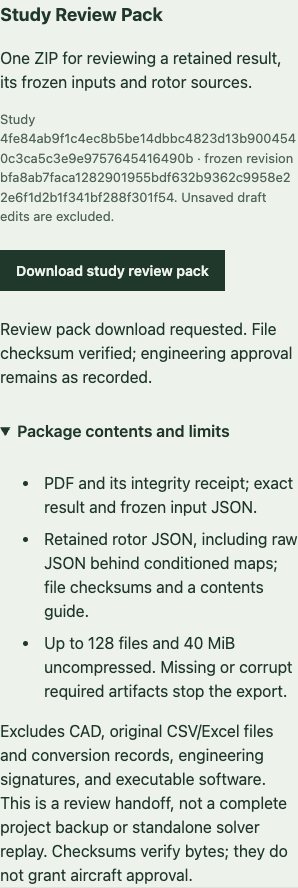 Study Review Pack
One ZIP for reviewing a retained result,
its frozen inputs and rotor sources.
Study
4fe84ab9f1c4ec8b5be14dbbc4823d13b900454
0c3ca5c3e9e9757645416490b · frozen revision
bfa8ab7faca1282901955bdf632b9362c9958e2
2e6f1d2b1f341bf288f301f54. Unsaved draft
edits are excluded.
Download study review pack
Review pack download requested. File
checksum verified; engineering approval
remains as recorded.
▼ Package contents and limits
• PDF and its integrity receipt; exact
result and frozen input JSON.
• Retained rotor JSON, including raw
JSON behind conditioned maps;
file checksums and a contents
guide.
• Up to 128 files and 40 MiB
uncompressed. Missing or corrupt
required artifacts stop the export.
Excludes CAD, original CSV/Excel files
and conversion records, engineering
signatures, and executable software.
This is a review handoff, not a complete
project backup or standalone solver
replay. Checksums verify bytes; they do
not grant aircraft approval.